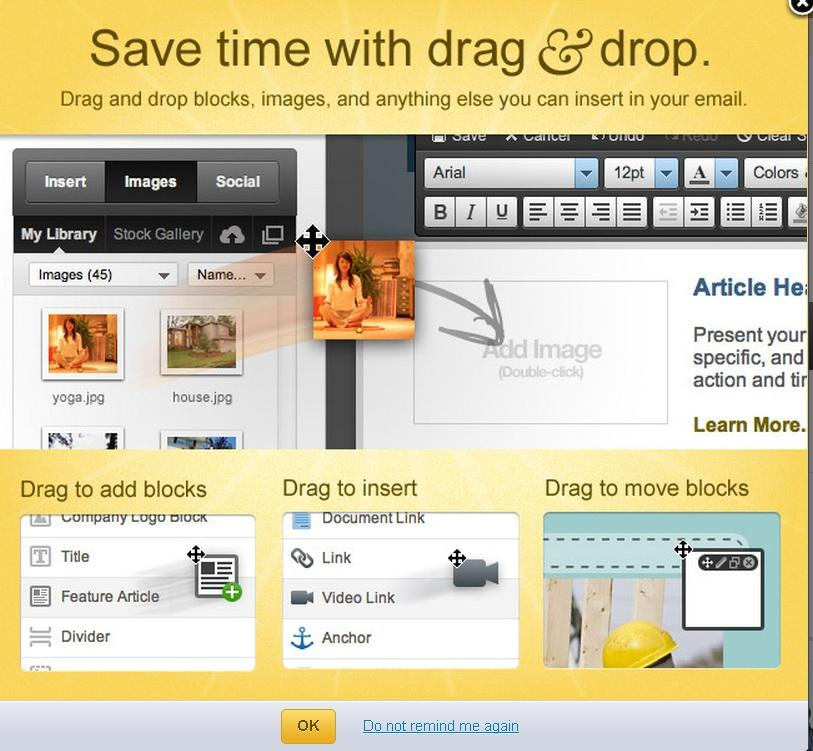 Save time with drag & drop.
Drag and drop blocks, images, and anything else you can insert in your email.
Save Cancel Undo Redo Clear S
Insert Images Social
Arial 12pt A Colors
B I U
My Library Stock Gallery
Images (45) Name...
Article Hea
Add Image
(Double-click)
Present your
specific, and
action and tir
yoga.jpg house.jpg
Learn More.
Drag to add blocks
Drag to insert
Drag to move blocks
Company Logo Block
Title
Feature Article
Divider
Document Link
Link
Video Link
Anchor
OK Do not remind me again